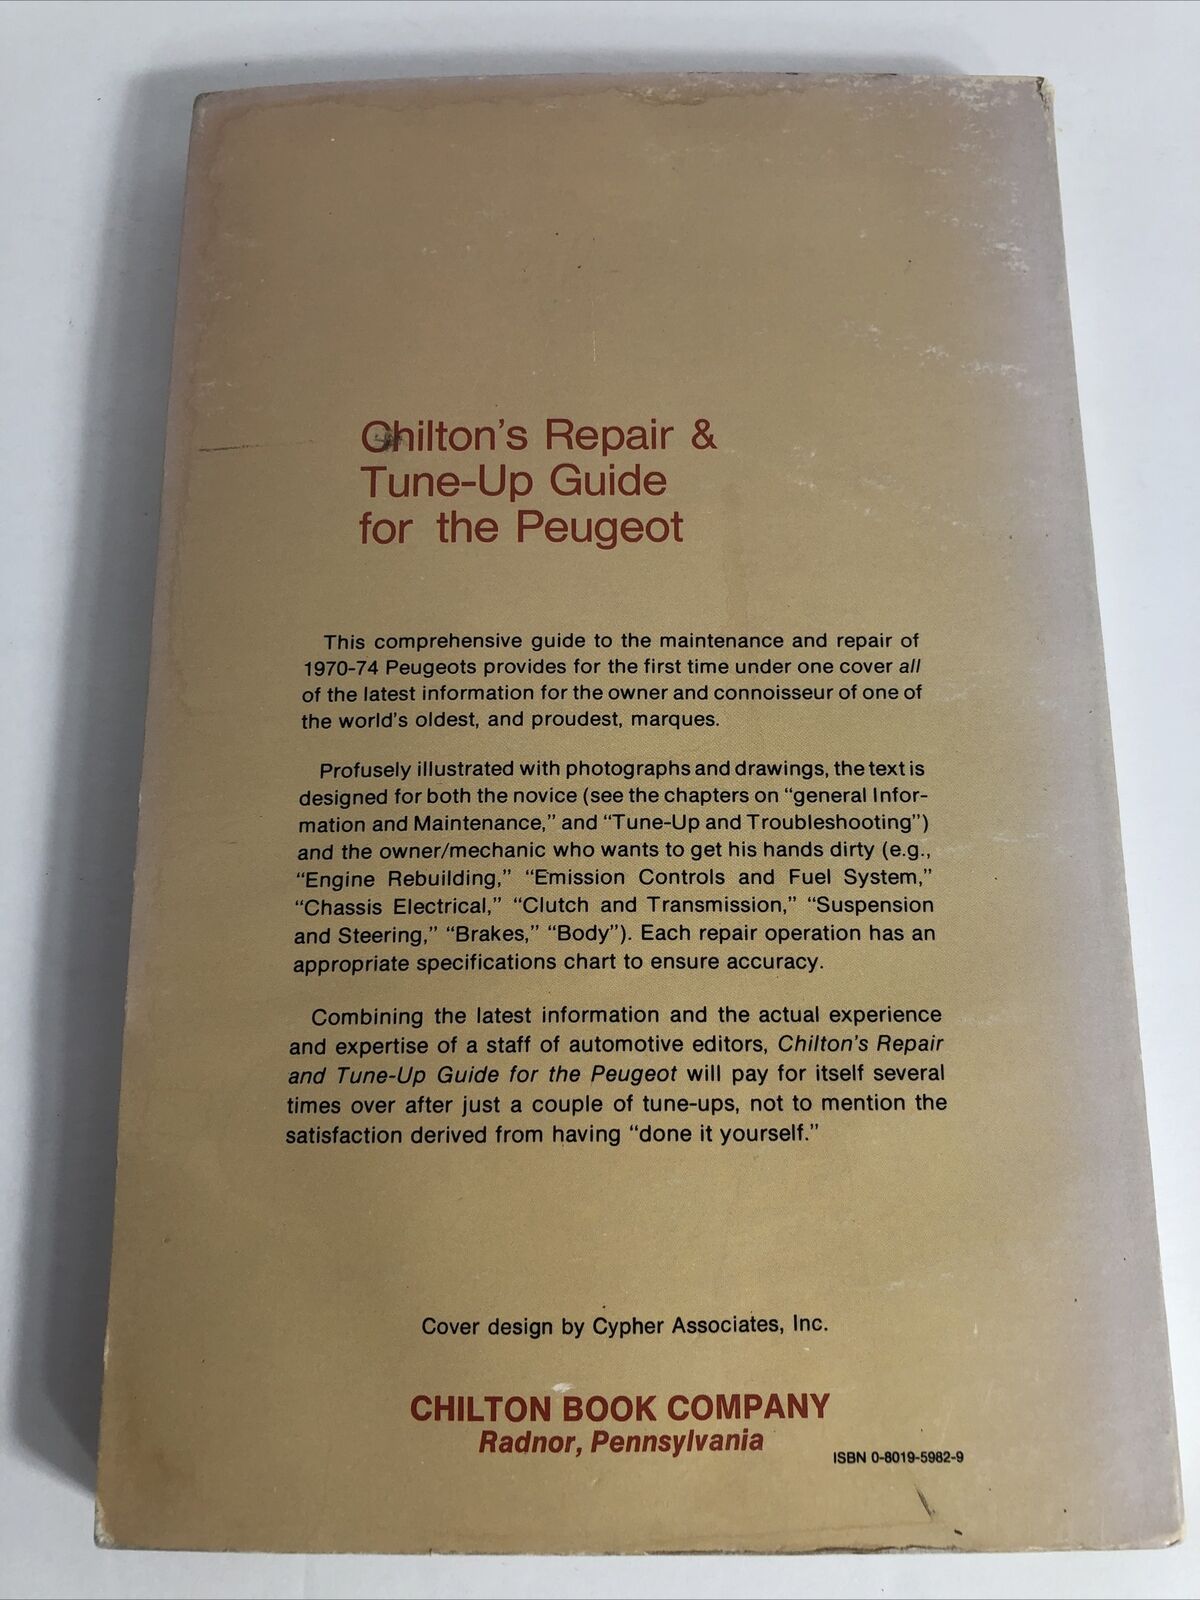 Chilton's Repair &
Tune-Up Guide
for the Peugeot
This comprehensive guide to the maintenance and repair of
1970-74 Peugeots provides for the first time under one cover all
of the latest information for the owner and connoisseur of one of
the world's oldest, and proudest, marques.
Profusely illustrated with photographs and drawings, the text is
designed for both the novice (see the chapters on “general Infor-
mation and Maintenance,” and “Tune-Up and Troubleshooting”)
and the owner/mechanic who wants to get his hands dirty (e.g.,
“Engine Rebuilding,” “Emission Controls and Fuel System,”
“Chassis Electrical,” “Clutch and Transmission,” “Suspension
and Steering,” “Brakes,” “Body”). Each repair operation has an
appropriate specifications chart to ensure accuracy.
Combining the latest information and the actual experience
and expertise of a staff of automotive editors, Chilton's Repair
and Tune-Up Guide for the Peugeot will pay for itself several
times over after just a couple of tune-ups, not to mention the
satisfaction derived from having “done it yourself.”
Cover design by Cypher Associates, Inc.
CHILTON BOOK COMPANY
Radnor, Pennsylvania
ISBN 0-8019-5982-9